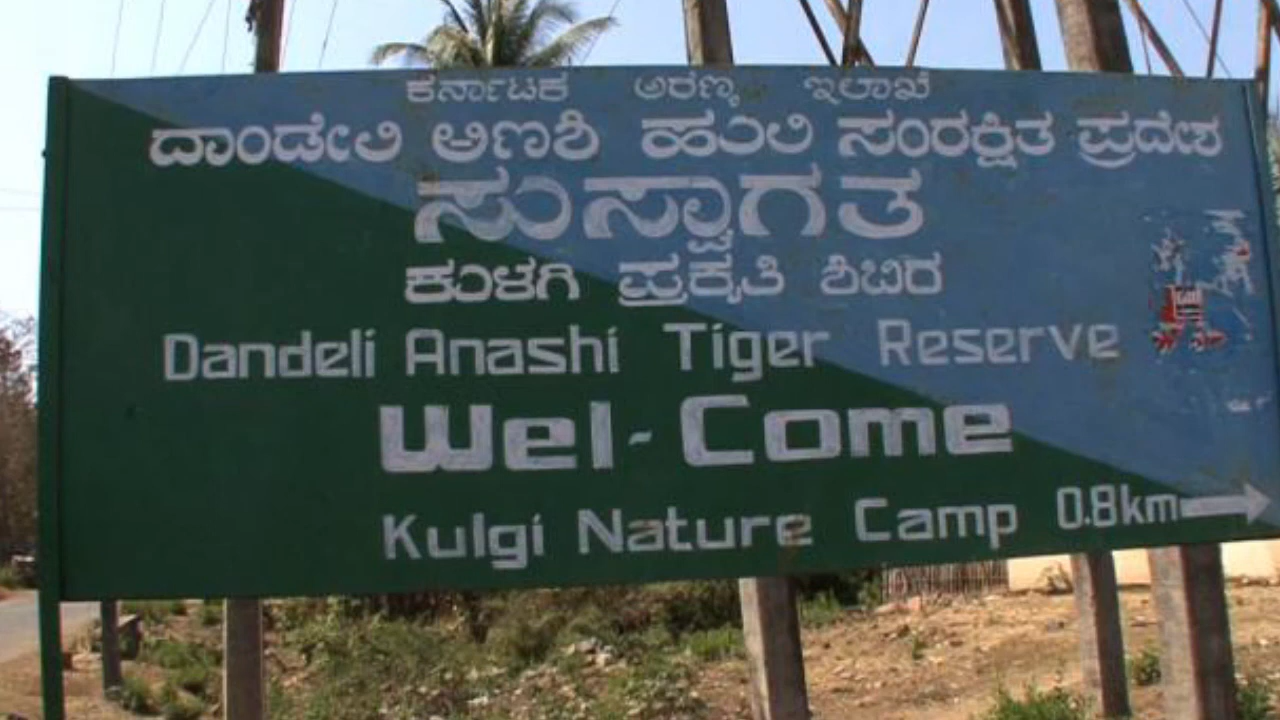 ಕರ್ನಾಟಕ ಅರಣ್ಯ ಇಲಾಖೆ
ದಾಂಡೇಲಿ ಅಣಶಿ ಹುಲಿ ಸಂರಕ್ಷಿತ ಪ್ರದೇಶ
ಸುಸ್ವಾಗತ
ಕುಳಗಿ ಪ್ರಕೃತಿ ಶಿಬಿರ
Dandeli Anashi Tiger Reserve
Wel-Come
Kulgi Nature Camp 0.8km